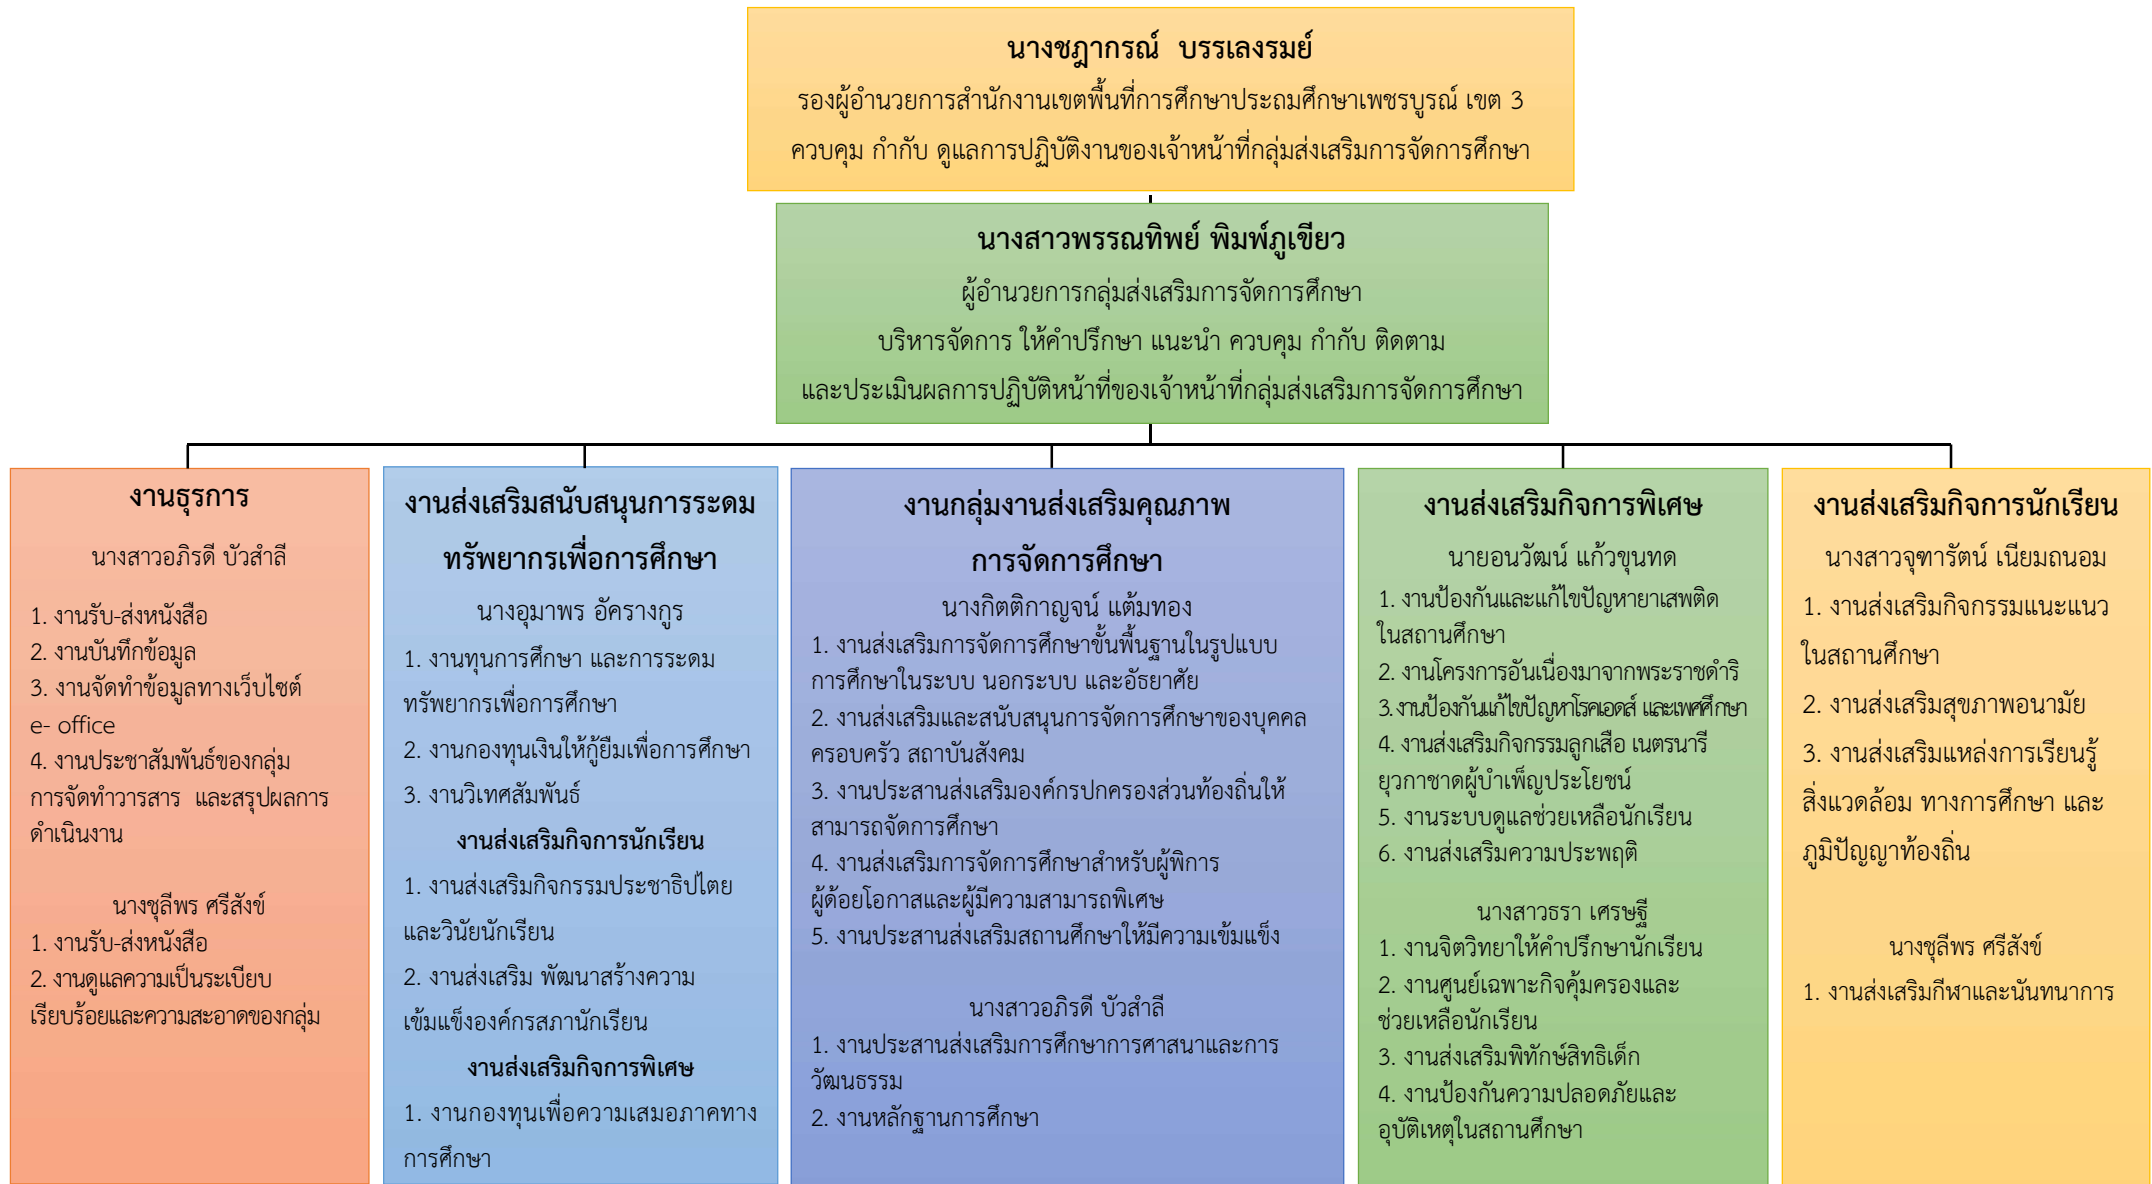 นางชฎากรณ์ บรรเลงรมย์
รองผู้อำนวยการสำนักงานเขตพื้นที่การศึกษาประถมศึกษาเพชรบูรณ์ เขต 3
ควบคุม กำกับ ดูแลการปฏิบัติงานของเจ้าหน้าที่กลุ่มส่งเสริมการจัดการศึกษา
นางสาวพรรณทิพย์ พิมพ์ภูเขียว
ผู้อำนวยการกลุ่มส่งเสริมการจัดการศึกษา
บริหารจัดการ ให้คำปรึกษา แนะนำ ควบคุม กำกับ ติดตาม
และประเมินผลการปฏิบัติหน้าที่ของเจ้าหน้าที่กลุ่มส่งเสริมการจัดการศึกษา
งานธุรการ
นางสาวอภิรดี บัวสำลี
1. งานรับ-ส่งหนังสือ
2. งานบันทึกข้อมูล
3. งานจัดทำข้อมูลทางเว็บไซต์
e- office
4. งานประชาสัมพันธ์ของกลุ่ม
การจัดทำวารสาร และสรุปผลการ
ดำเนินงาน
นางชุลีพร ศรีสังข์
1. งานรับ-ส่งหนังสือ
2. งานดูแลความเป็นระเบียบ
เรียบร้อยและความสะอาดของกลุ่ม
งานส่งเสริมสนับสนุนการระดม
ทรัพยากรเพื่อการศึกษา
นางอุมาพร อัครางกูร
1. งานทุนการศึกษา และการระดม
ทรัพยากรเพื่อการศึกษา
2. งานกองทุนเงินให้กู้ยืมเพื่อการศึกษา
3. งานวิเทศสัมพันธ์
งานส่งเสริมกิจการนักเรียน
1. งานส่งเสริมกิจกรรมประชาธิปไตย
และวินัยนักเรียน
2. งานส่งเสริม พัฒนาสร้างความ
เข้มแข็งองค์กรสภานักเรียน
งานส่งเสริมกิจการพิเศษ
1. งานกองทุนเพื่อความเสมอภาคทาง
การศึกษา
งานกลุ่มงานส่งเสริมคุณภาพ
การจัดการศึกษา
นางกิตติกาญจน์ แต้มทอง
1. งานส่งเสริมการจัดการศึกษาขั้นพื้นฐานในรูปแบบ
การศึกษาในระบบ นอกระบบ และอัธยาศัย
2. งานส่งเสริมและสนับสนุนการจัดการศึกษาของบุคคล
ครอบครัว สถาบันสังคม
3. งานประสานส่งเสริมองค์กรปกครองส่วนท้องถิ่นให้
สามารถจัดการศึกษา
4. งานส่งเสริมการจัดการศึกษาสำหรับผู้พิการ
ผู้ด้อยโอกาสและผู้มีความสามารถพิเศษ
5. งานประสานส่งเสริมสถานศึกษาให้มีความเข้มแข็ง
นางสาวอภิรดี บัวสำลี
1. งานประสานส่งเสริมการศึกษาการศาสนาและการ
วัฒนธรรม
2. งานหลักฐานการศึกษา
งานส่งเสริมกิจการพิเศษ
นายอนวัฒน์ แก้วขุนทด
1. งานป้องกันและแก้ไขปัญหายาเสพติด
ในสถานศึกษา
2. งานโครงการอันเนื่องมาจากพระราชดำริ
3.งานป้องกันแก้ไขปัญหาโรคเอดส์ และเพศศึกษา
4. งานส่งเสริมกิจกรรมลูกเสือ เนตรนารี
ยุวกาชาดผู้บำเพ็ญประโยชน์
5. งานระบบดูแลช่วยเหลือนักเรียน
6. งานส่งเสริมความประพฤติ
นางสาวธรา เศรษฐี
1. งานจิตวิทยาให้คำปรึกษานักเรียน
2. งานศูนย์เฉพาะกิจคุ้มครองและ
ช่วยเหลือนักเรียน
3. งานส่งเสริมพิทักษ์สิทธิเด็ก
4. งานป้องกันความปลอดภัยและ
อุบัติเหตุในสถานศึกษา
งานส่งเสริมกิจการนักเรียน
นางสาวจุฑารัตน์ เนียมถนอม
1. งานส่งเสริมกิจกรรมแนะแนว
ในสถานศึกษา
2. งานส่งเสริมสุขภาพอนามัย
3. งานส่งเสริมแหล่งการเรียนรู้
สิ่งแวดล้อม ทางการศึกษา และ
ภูมิปัญญาท้องถิ่น
นางชุลีพร ศรีสังข์
1. งานส่งเสริมกีฬาและนันทนาการ